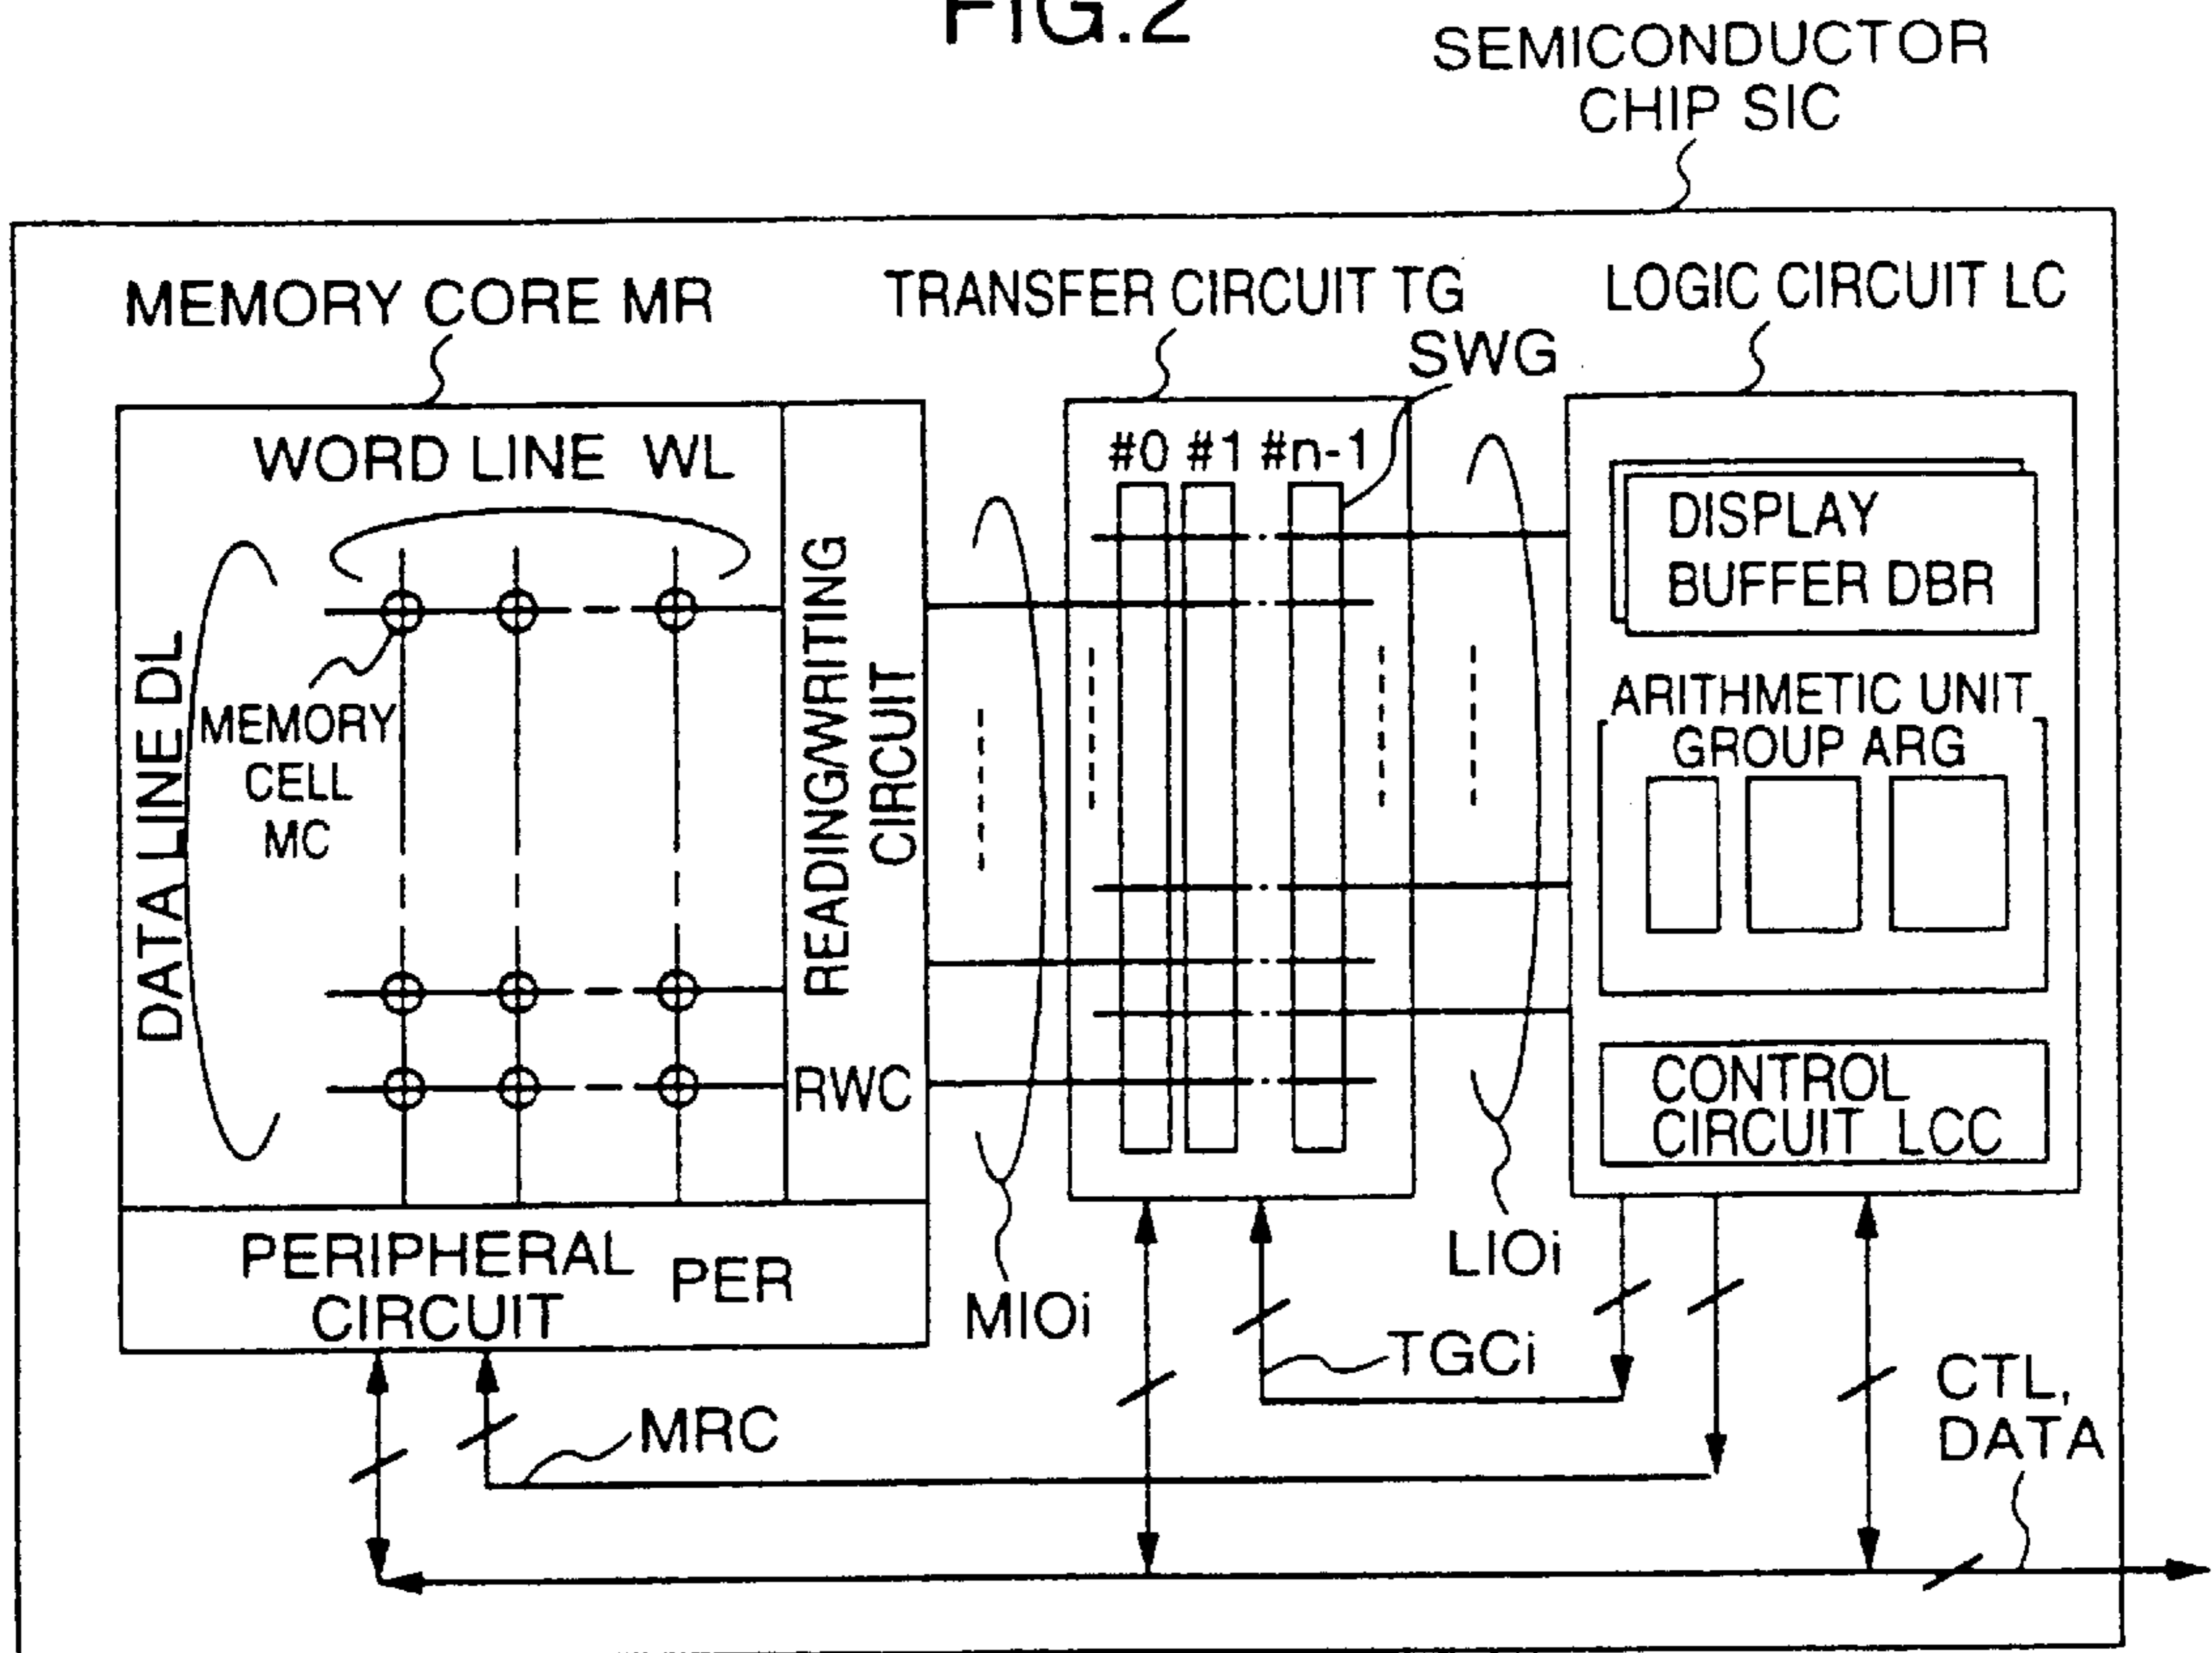 FIG.2
SEMICONDUCTOR
CHIP SIC
MEMORY CORE MR
TRANSFER CIRCUIT TG
LOGIC CIRCUIT LC
SWG
WORD LINE WL
#0 #1 #n-1
DISPLAY
BUFFER DBR
DATA LINE DL
MEMORY
CELL
MC
READING/WRITING
CIRCUIT
RWC
ARITHMETIC UNIT
GROUP ARG
CONTROL
CIRCUIT LCC
PERIPHERAL
CIRCUIT
PER
MIOi
LIOi
TGCi
MRC
CTL,
DATA